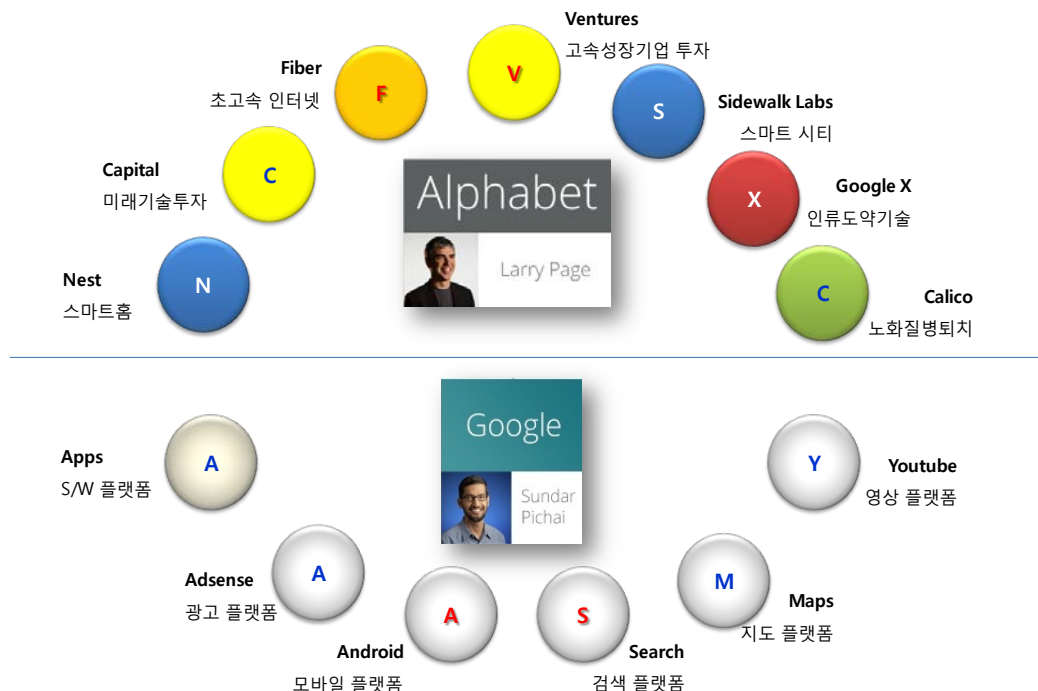 Ventures
고속성장기업 투자
V
Fiber
초고속 인터넷
F
S
Sidewalk Labs
스마트 시티
Capital
미래기술투자
C
Alphabet
Larry Page
X
Google X
인류도약기술
Nest
스마트홈
N
C
Calico
노화질병퇴치
Google
Sundar
Pichai
Apps
S/W 플랫폼
A
Y
Youtube
영상 플랫폼
Adsense
광고 플랫폼
A
M
Maps
지도 플랫폼
A
Android
모바일 플랫폼
S
Search
검색 플랫폼